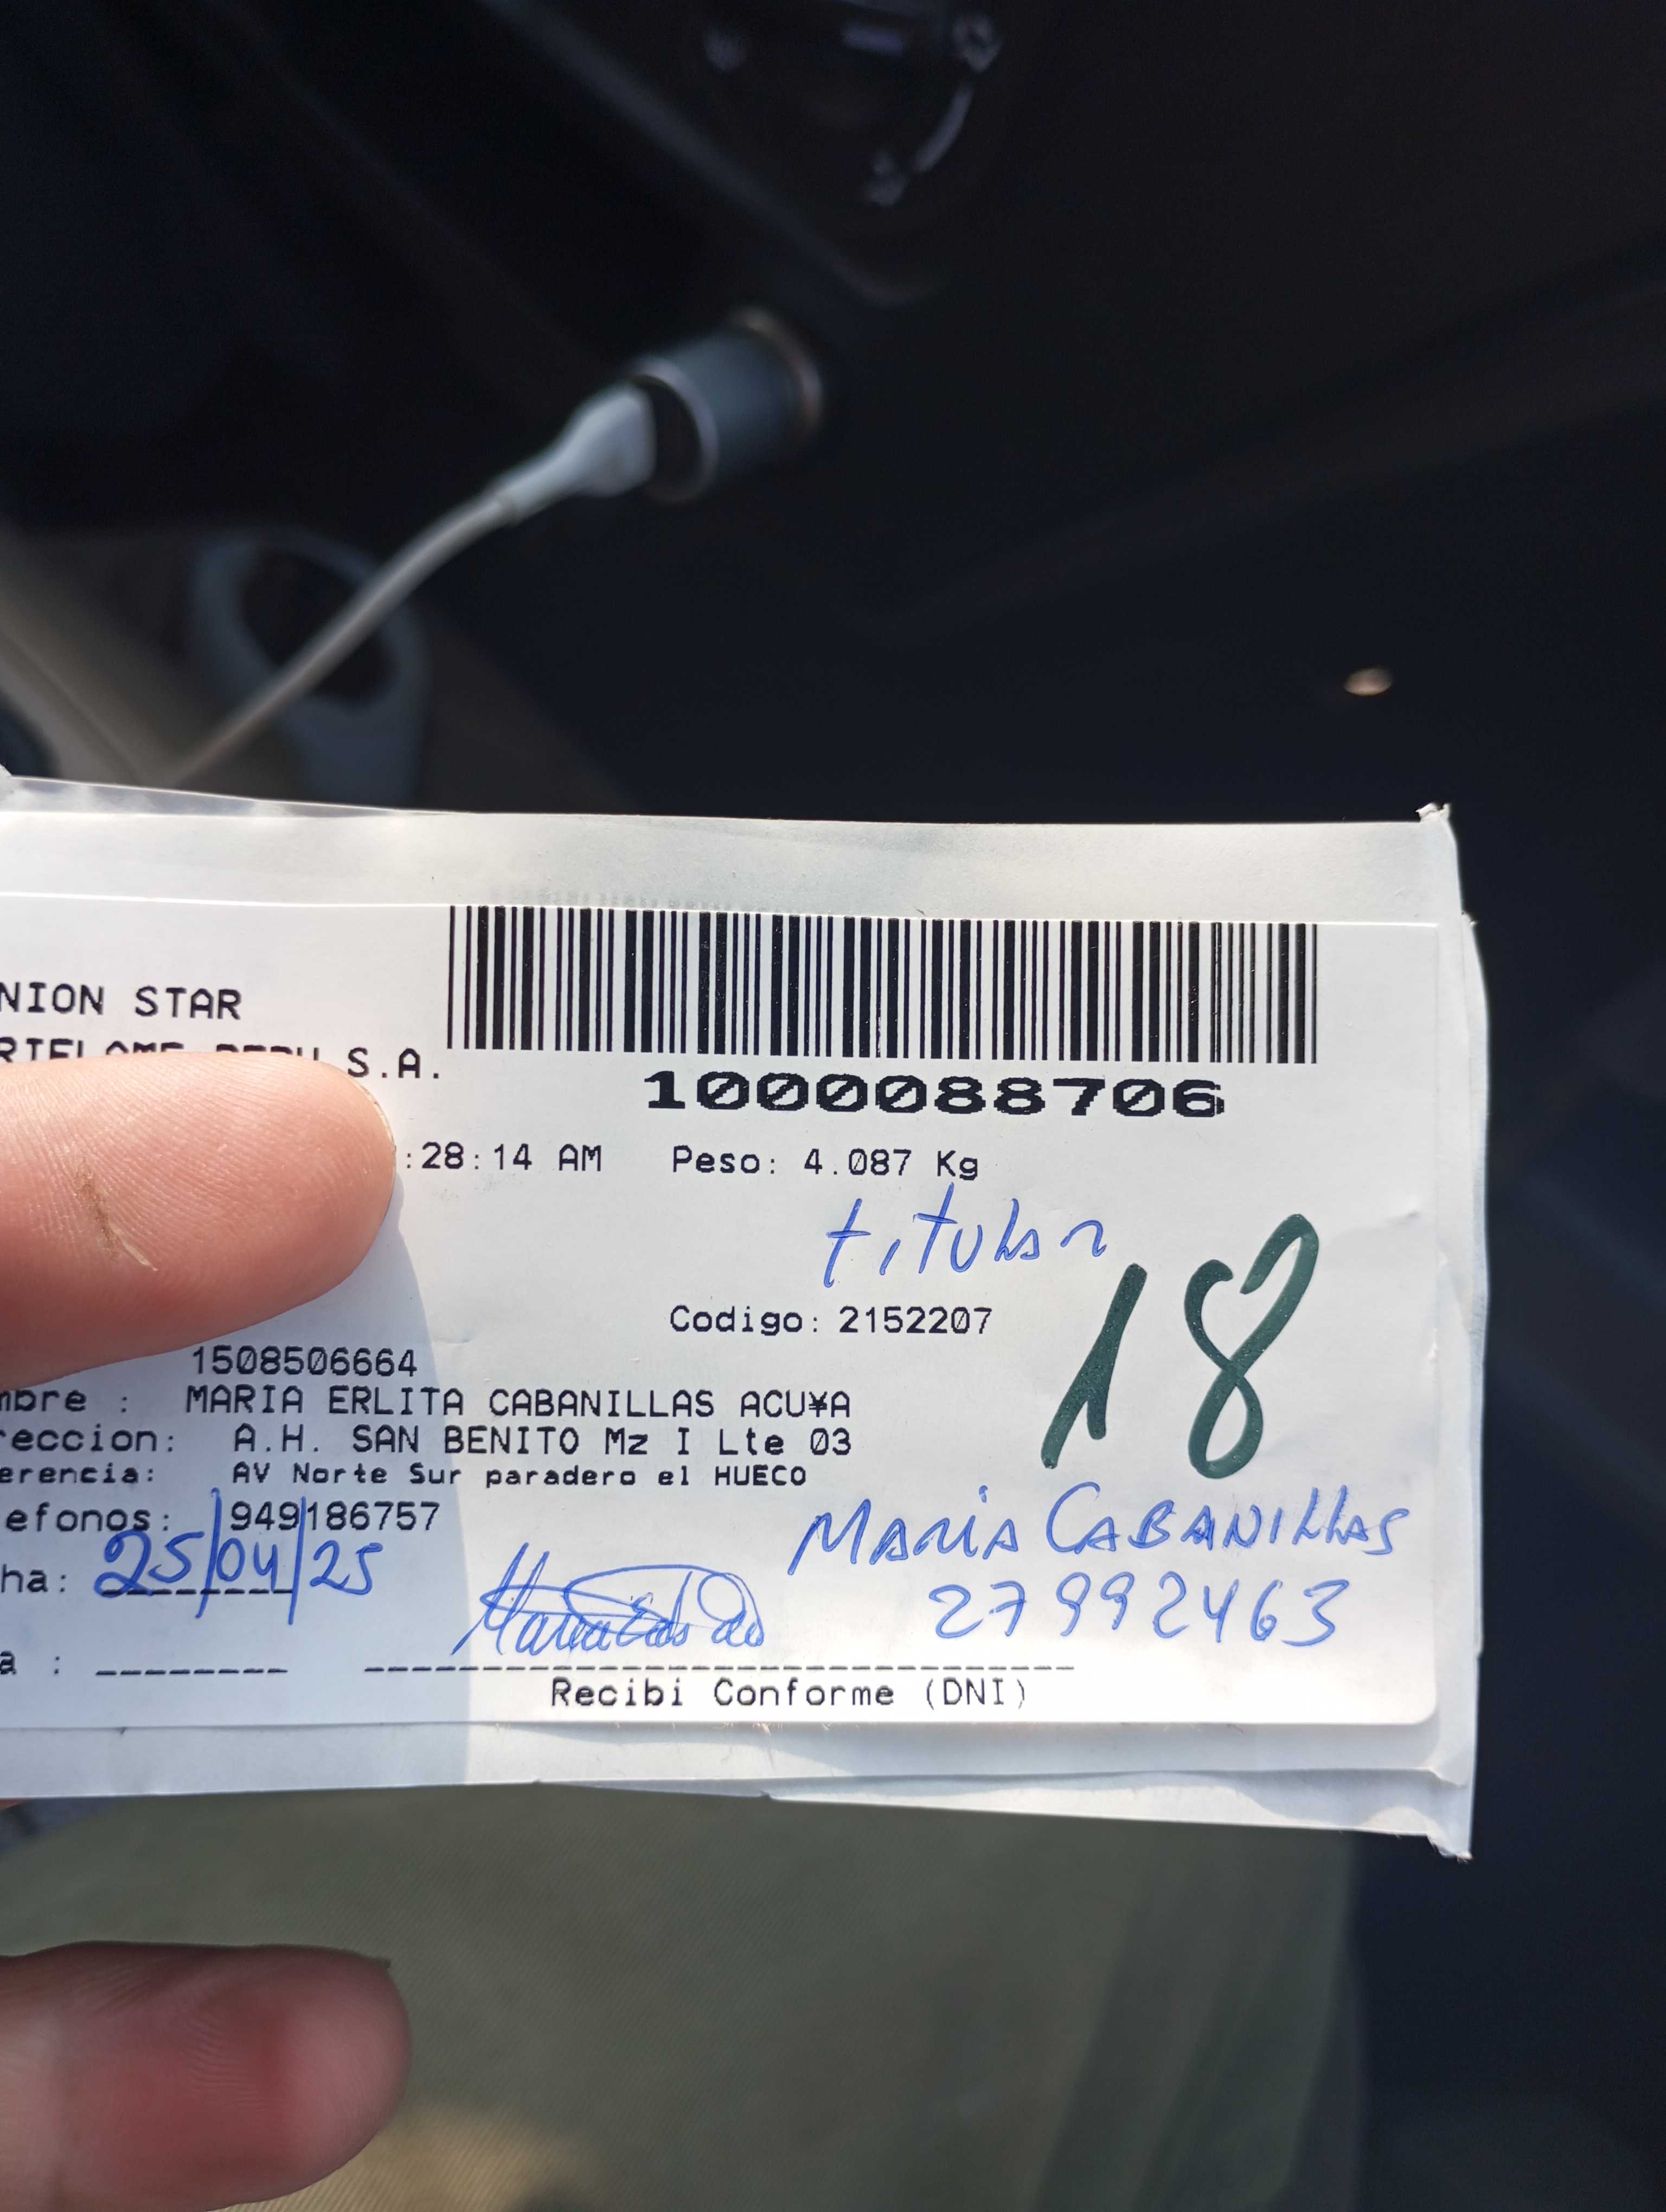 NION STAR
S.A.
1000088706
:28:14 AM Peso: 4.087 Kg
titular
18
Codigo: 2152207
1508506664
mbre : MARIA ERLITA CABANILLAS ACU¥A
reccion: A.H. SAN BENITO Mz I Lte 03
erencia: AV Norte Sur paradero el HUECO
efonos: 949186757
MARIA CABANILLAS
ha: 25/04/25
27992463
a :
Recibi Conforme (DNI)